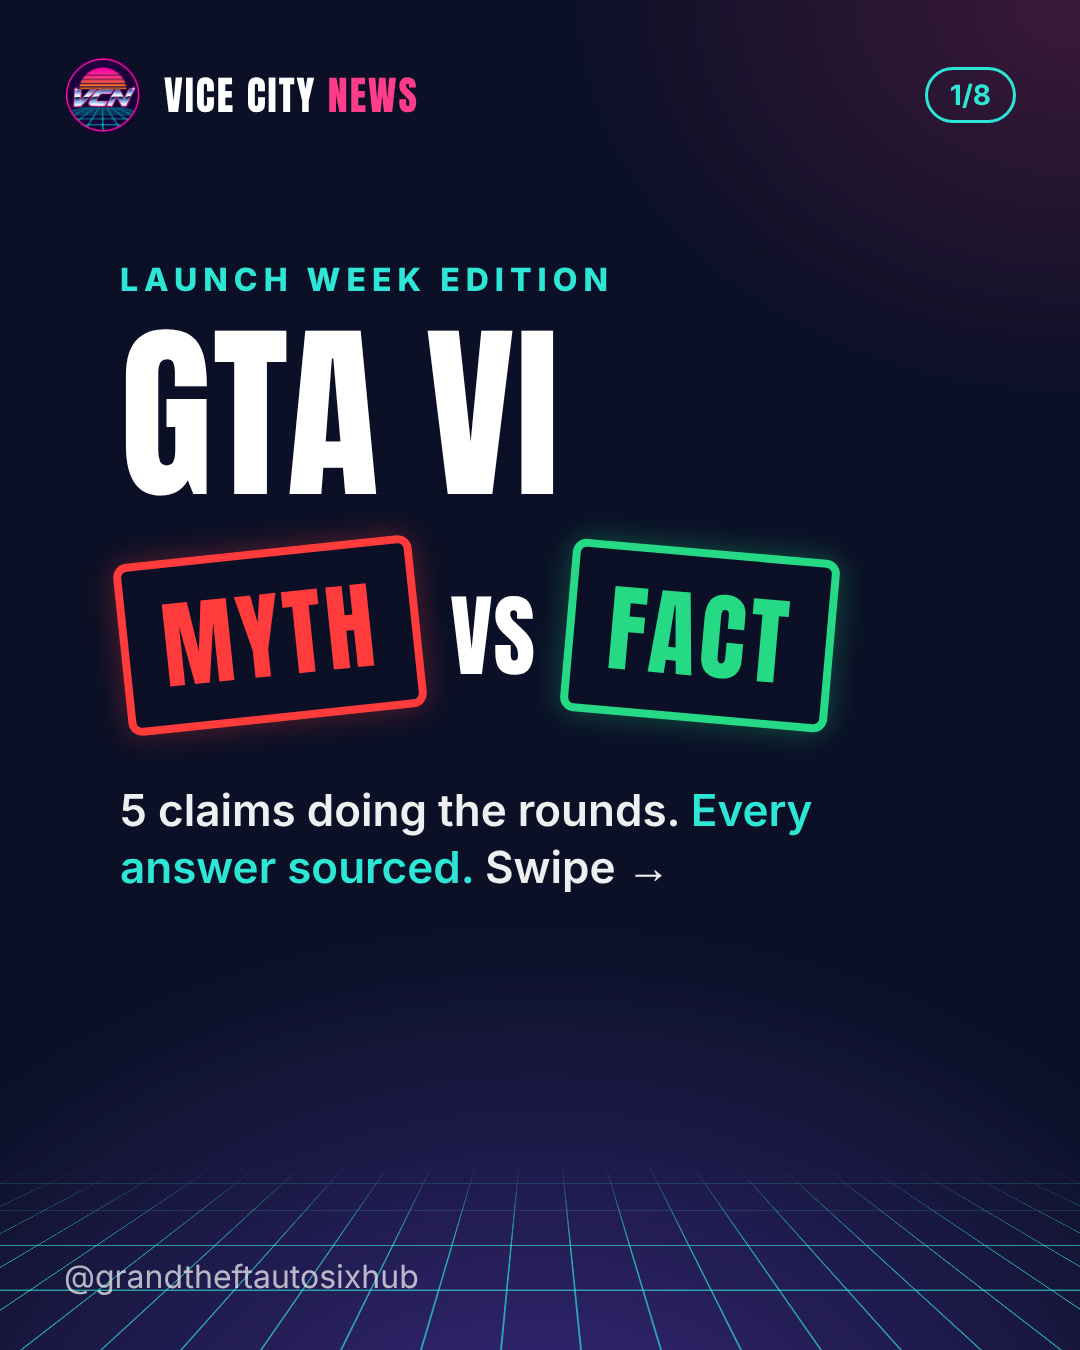 VCN
VICE CITY NEWS
1/8
LAUNCH WEEK EDITION
GTA VI
MYTH VS FACT
5 claims doing the rounds. Every
answer sourced. Swipe →
@grandtheftautosixhub